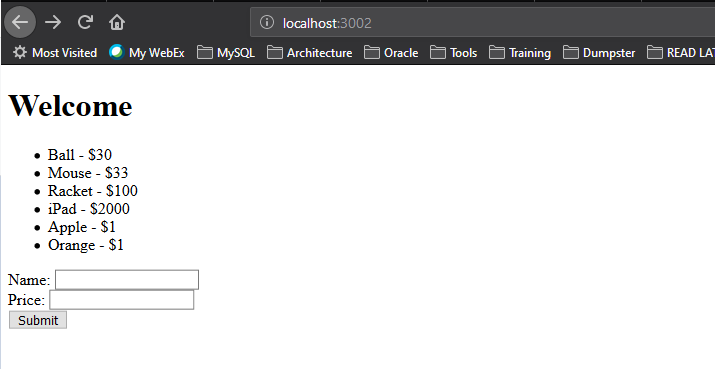 localhost:3002
Most Visited My WebEx MySQL Architecture Oracle Tools Training Dumpster READ LAT
Welcome
Ball - $30
Mouse - $33
Racket - $100
iPad - $2000
Apple - $1
Orange - $1
Name:
Price:
Submit